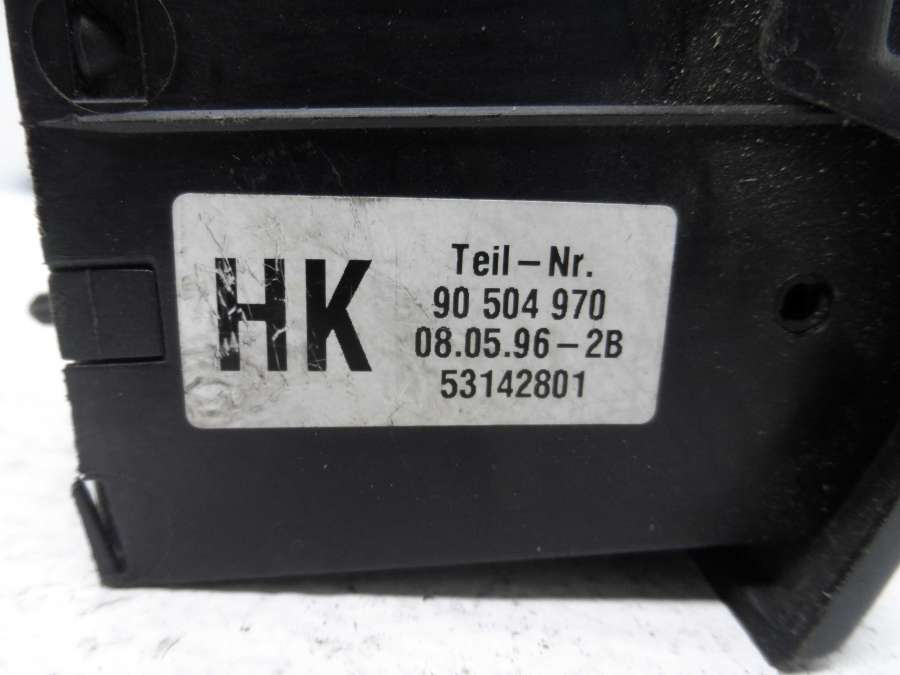 HK
Teil-Nr.
90 504 970
08.05.96-2B
53142801